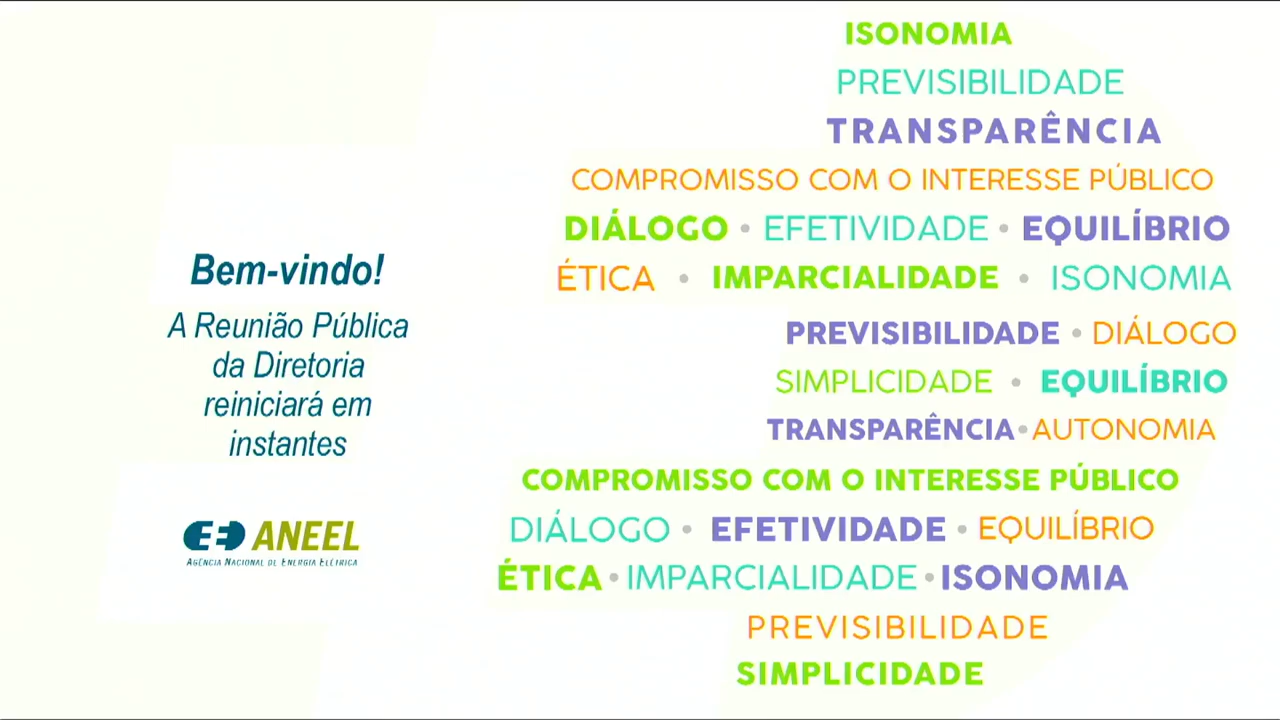 Bem-vindo!
A Reunião Pública
da Diretoria
reiniciará em
instantes
ANEEL
AGÊNCIA NACIONAL DE ENERGIA ELÉTRICA
ISONOMIA
PREVISIBILIDADE
TRANSPARÊNCIA
COMPROMISSO COM O INTERESSE PÚBLICO
DIÁLOGO • EFETIVIDADE • EQUILÍBRIO
ÉTICA • IMPARCIALIDADE • ISONOMIA
PREVISIBILIDADE • DIÁLOGO
SIMPLICIDADE • EQUILÍBRIO
TRANSPARÊNCIA • AUTONOMIA
COMPROMISSO COM O INTERESSE PÚBLICO
DIÁLOGO • EFETIVIDADE • EQUILÍBRIO
ÉTICA • IMPARCIALIDADE • ISONOMIA
PREVISIBILIDADE
SIMPLICIDADE